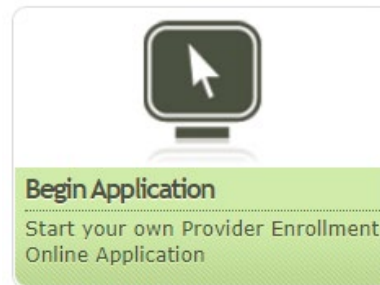 Begin Application
Start your own Provider Enrollment
Online Application